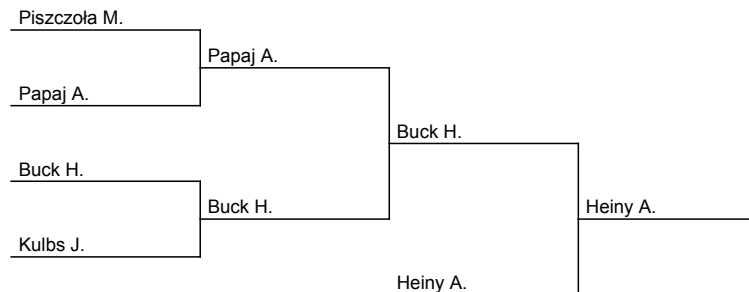 Piszczoła M.
Papaj A.
Papaj A.
Buck H.
Buck H.
Buck H.
Heiny A.
Kulbs J.
Heiny A.